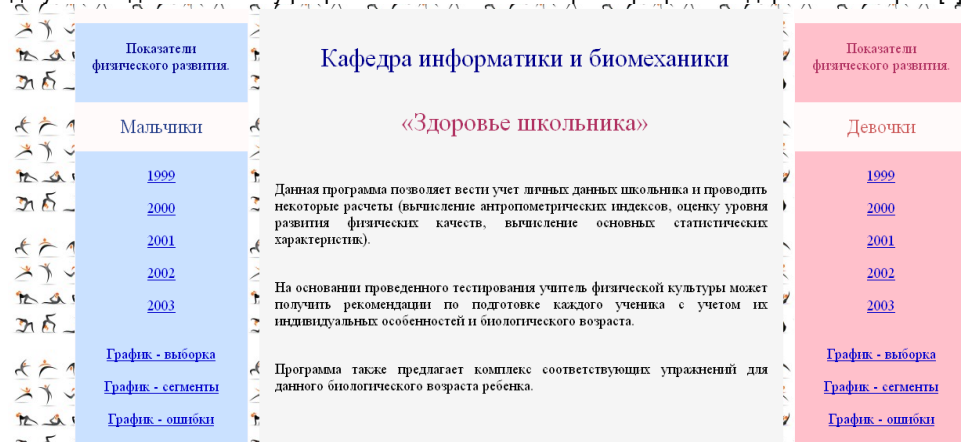 Показатели
физического развития.
Мальчики
1999
2000
2001
2002
2003
График - выборка
График - сегменты
График - ошибки
Кафедра информатики и биомеханики
«Здоровье школьника»
Данная программа позволяет вести учет личных данных школьника и проводить
некоторые расчеты (вычисление антропометрических индексов, оценку уровня
развития физических качеств, вычисление основных статистических
характеристик).
На основании проведенного тестирования учитель физической культуры может
получить рекомендации по подготовке каждого ученика с учетом их
индивидуальных особенностей и биологического возраста.
Программа также предлагает комплекс соответствующих упражнений для
данного биологического возраста ребенка.
Показатели
физического развития.
Девочки
1999
2000
2001
2002
2003
График - выборка
График - сегменты
График - ошибки